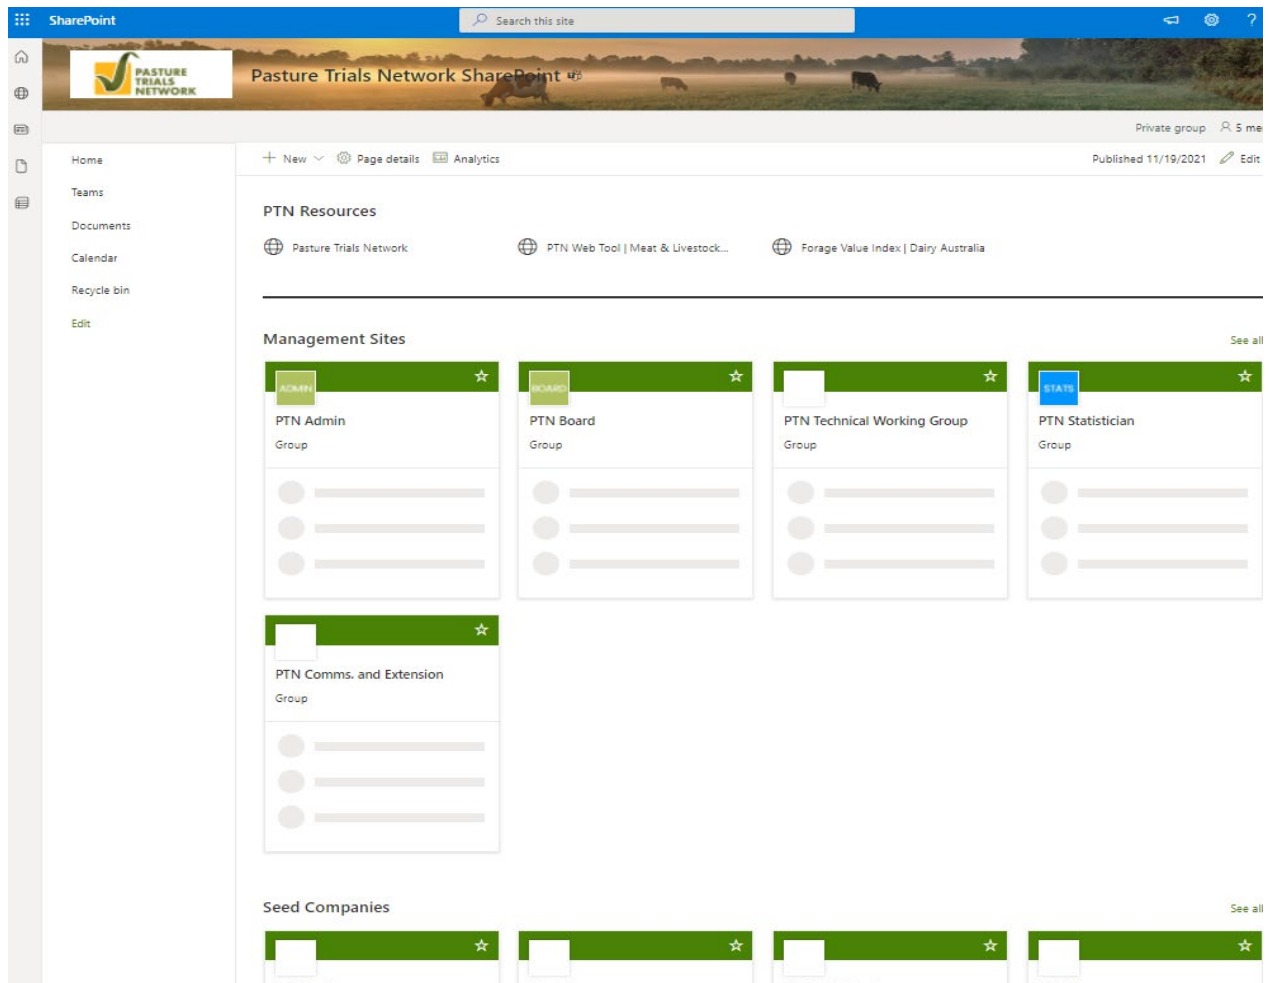 SharePoint
Search this site
?
PASTURE
TRIALS
NETWORK
Pasture Trials Network SharePoint
Private group 5 me
Home
Teams
Documents
Calendar
Recycle bin
Edit
New Page details Analytics
Published 11/19/2021 Edit
PTN Resources
Pasture Trials Network
PTN Web Tool | Meat & Livestock...
Forage Value Index | Dairy Australia
Management Sites
See all
ADMIN
PTN Admin
Group
BOARD
PTN Board
Group
PTN Technical Working Group
Group
STATS
PTN Statistician
Group
PTN Comms. and Extension
Group
Seed Companies
See all